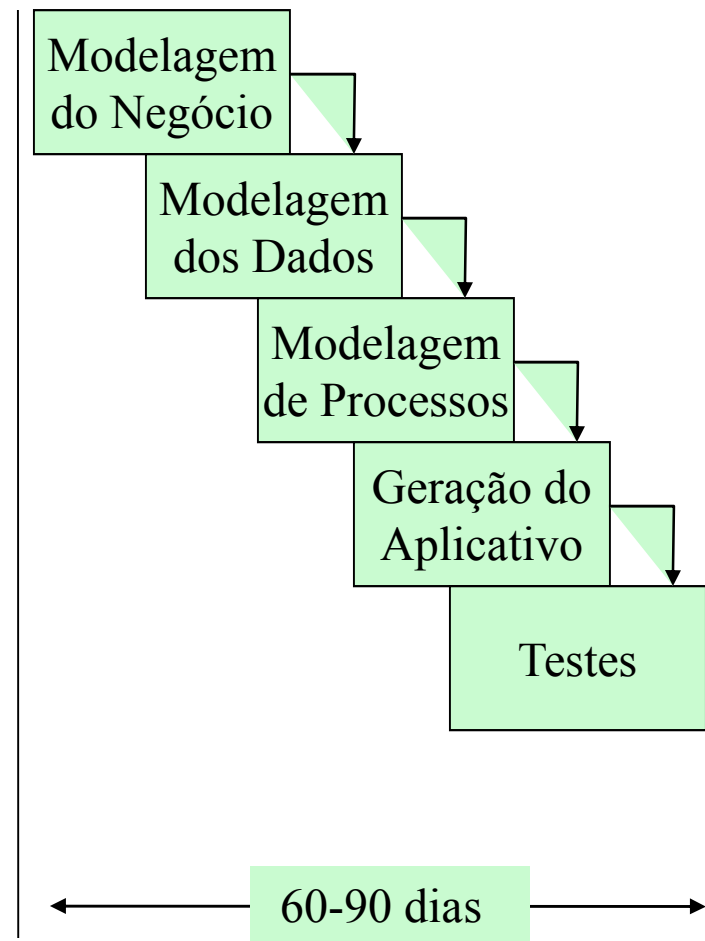 Modelagem
do Negócio
Modelagem
dos Dados
Modelagem
de Processos
Geração do
Aplicativo
Testes
60-90 dias